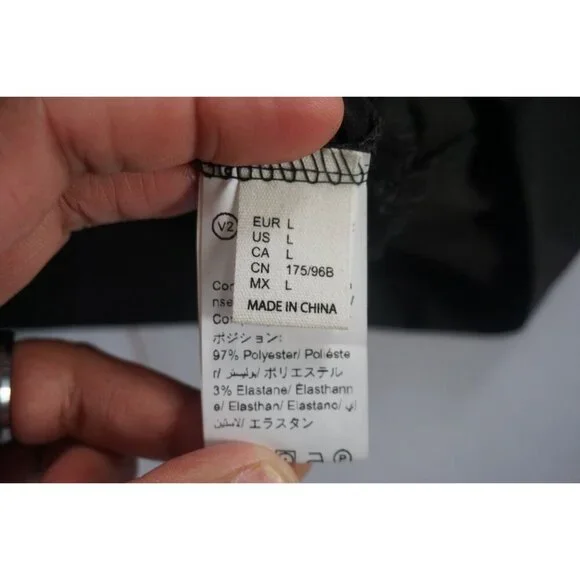 V2
EUR L
US L
CA L
CN 175/96B
MX L
MADE IN CHINA
ポジション:
97% Polyester/ Poliéste
r/ بوليستر/ ポリエステル
3% Elastane/ Élasthann
e/ Elasthan/ Elastano/
エラスタン
P